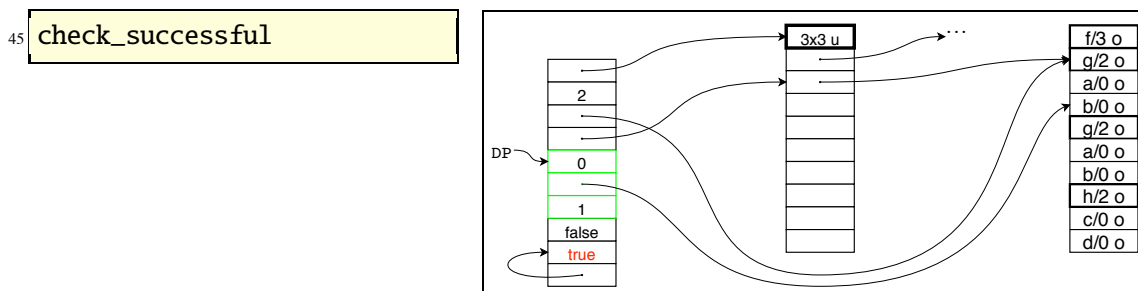 45 check_successful
DP
2
0
1
false
true
3x3 u
...
f/3 o
g/2 o
a/0 o
b/0 o
g/2 o
a/0 o
b/0 o
h/2 o
c/0 o
d/0 o